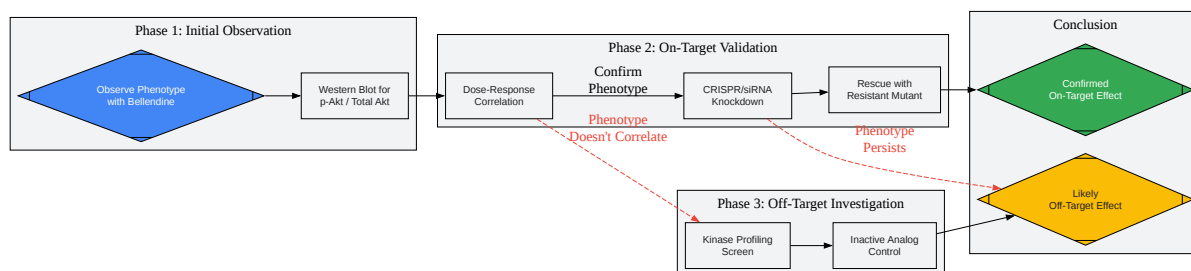 Phase 1: Initial Observation
Observe Phenotype
with Bellendine
Western Blot for
p-Akt / Total Akt
Phase 2: On-Target Validation
Dose-Response
Correlation
Confirm
Phenotype
CRISPR/siRNA
Knockdown
Rescue with
Resistant Mutant
Phenotype
Doesn't Correlate
Phenotype
Persists
Phase 3: Off-Target Investigation
Kinase Profiling
Screen
Inactive Analog
Control
Conclusion
Confirmed
On-Target Effect
Likely
Off-Target Effect